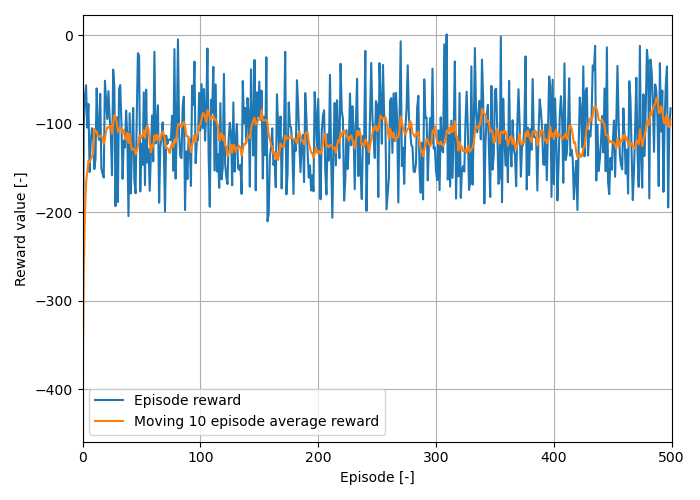 0
−100
−200
−300
−400
Reward value [-]
Episode reward
Moving 10 episode average reward
0
100
200
300
400
500
Episode [-]